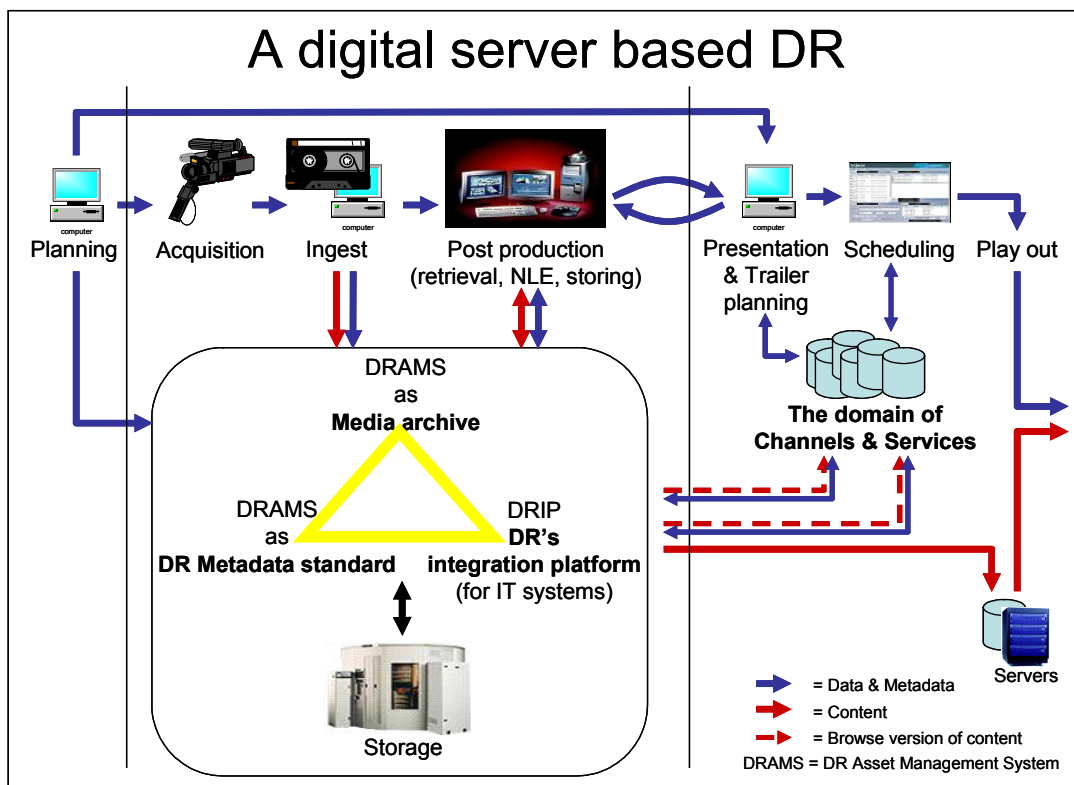 A digital server based DR
computer
Planning
Acquisition
computer
Ingest
Post production
(retrieval, NLE, storing)
computer
Presentation
& Trailer
planning
Scheduling
Play out
DRAMS
as
Media archive
DRAMS
as
DR Metadata standard
DRIP
DR's
integration platform
(for IT systems)
Storage
The domain of
Channels & Services
Servers
= Data & Metadata
= Content
= Browse version of content
DRAMS = DR Asset Management System